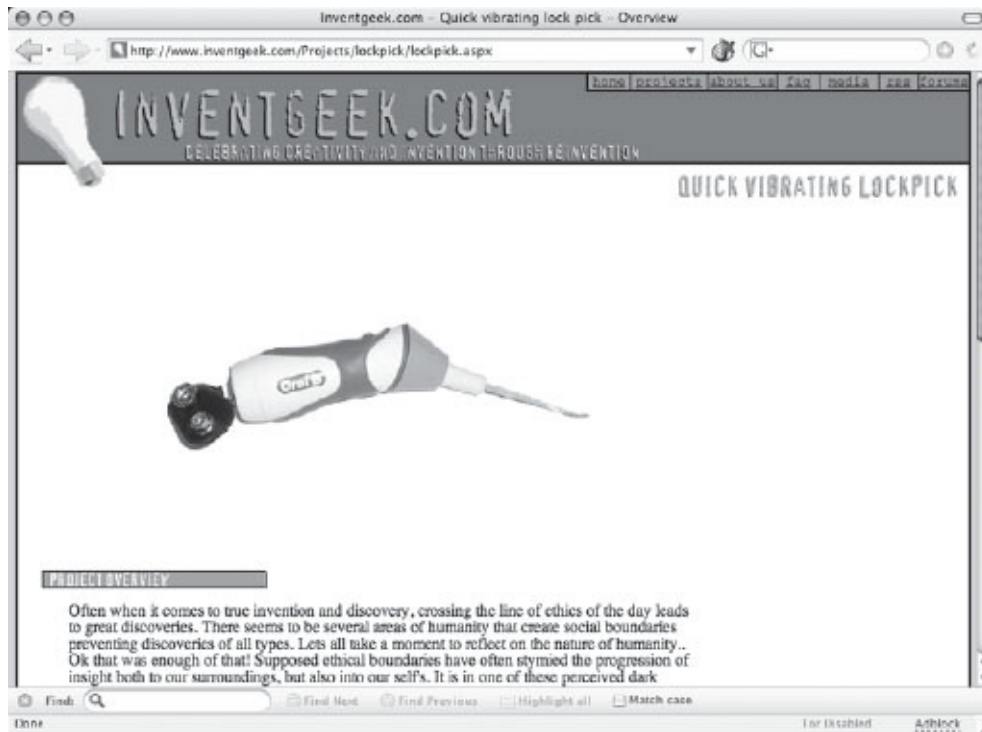 Inventgeek.com – Quick vibrating lock pick – Overview
http://www.inventgeek.com/Projects/lockpick/lockpick.aspx
home projects about us faq media rss forums
INVENTGEEK.COM
CELEBRATING CREATIVITY AND INVENTION THROUGH REINVENTION
QUICK VIBRATING LOCKPICK
Oral B
PROJECT OVERVIEW
Often when it comes to true invention and discovery, crossing the line of ethics of the day leads
to great discoveries. There seems to be several areas of humanity that create social boundaries
preventing discoveries of all types. Lets all take a moment to reflect on the nature of humanity..
Ok that was enough of that! Supposed ethical boundaries have often stymied the progression of
insight both to our surroundings, but also into our self's. It is in one of these perceived dark
Find: Find Next Find Previous Highlight all Match case
Done Tor Disabled Adblock